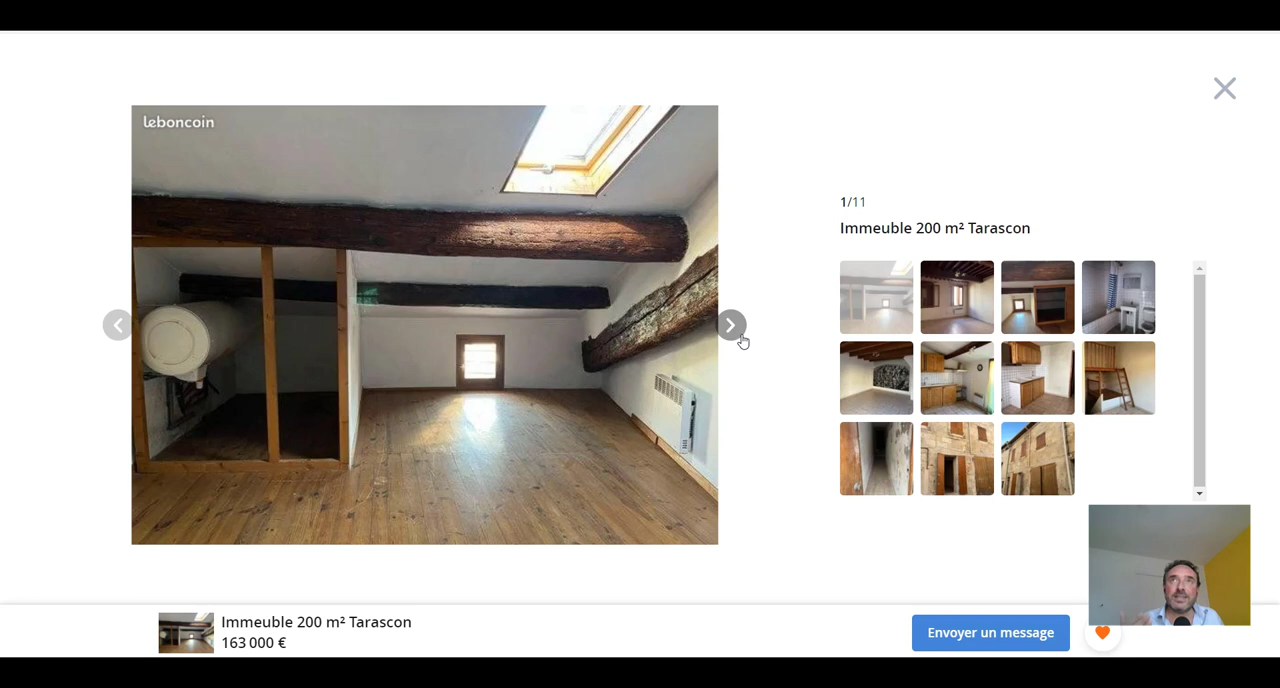 leboncoin
1/11
Immeuble 200 m² Tarascon
Immeuble 200 m² Tarascon
163 000 €
Envoyer un message